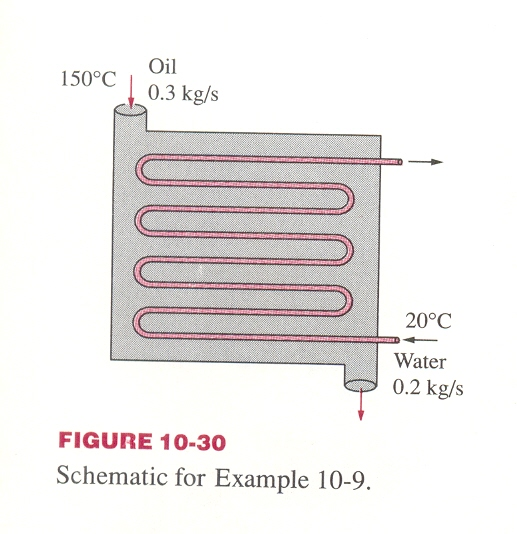 Oil
150°C
0.3 kg/s
20°C
Water
0.2 kg/s
FIGURE 10-30
Schematic for Example 10-9.